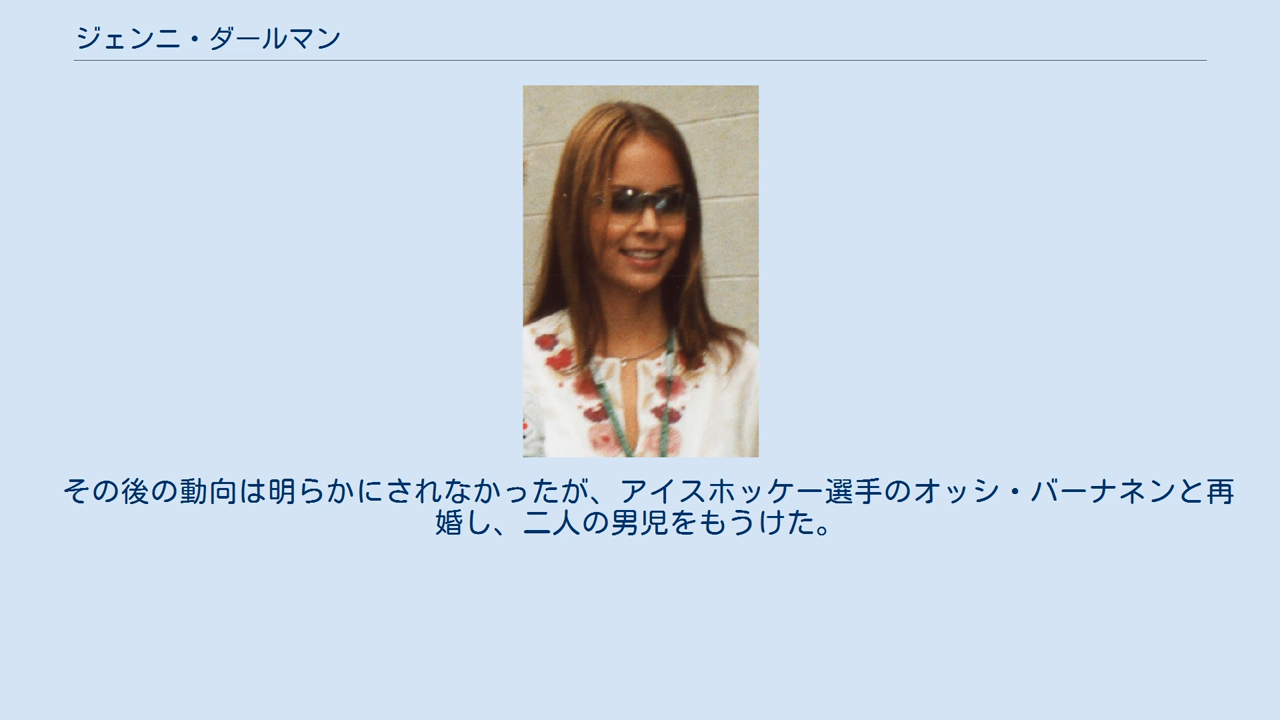 ジェンニ・ダールマン
その後の動向は明らかにされなかったが、アイスホッケー選手のオッシ・バーナネンと再
婚し、二人の男児をもうけた。